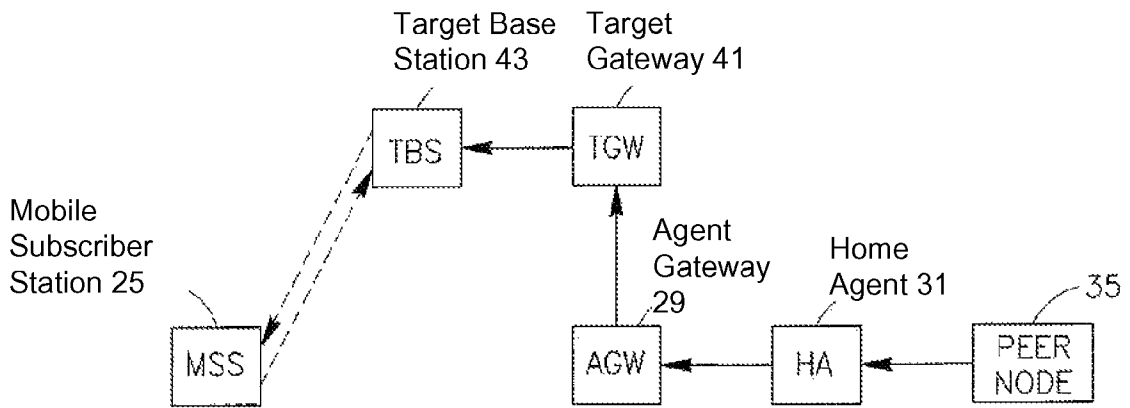 Target Base
Station 43
Target
Gateway 41
TBS
TGW
Mobile
Subscriber
Station 25
Agent
Gateway
29
Home
Agent 31
35
MSS
AGW
HA
PEER
NODE